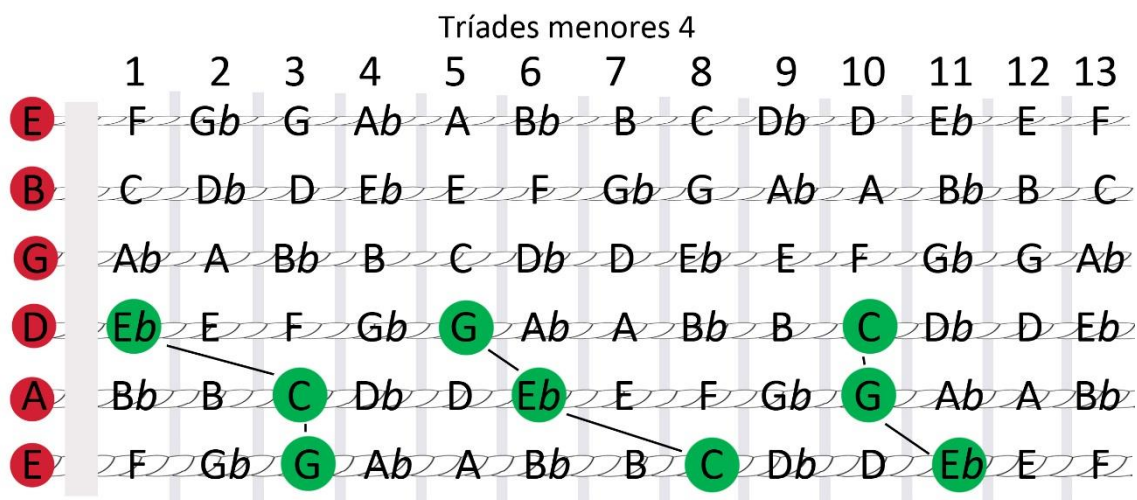 Tríades menores 4
1 2 3 4 5 6 7 8 9 10 11 12 13
E F Gb G Ab A Bb B C Db D Eb E F
B C Db D Eb E F Gb G Ab A Bb B C
G Ab A Bb B C Db D Eb E F Gb G Ab
D Eb E F Gb G Ab A Bb B C Db D Eb
A Bb B C Db D Eb E F Gb G Ab A Bb
E F Gb G Ab A Bb B C Db D Eb E F